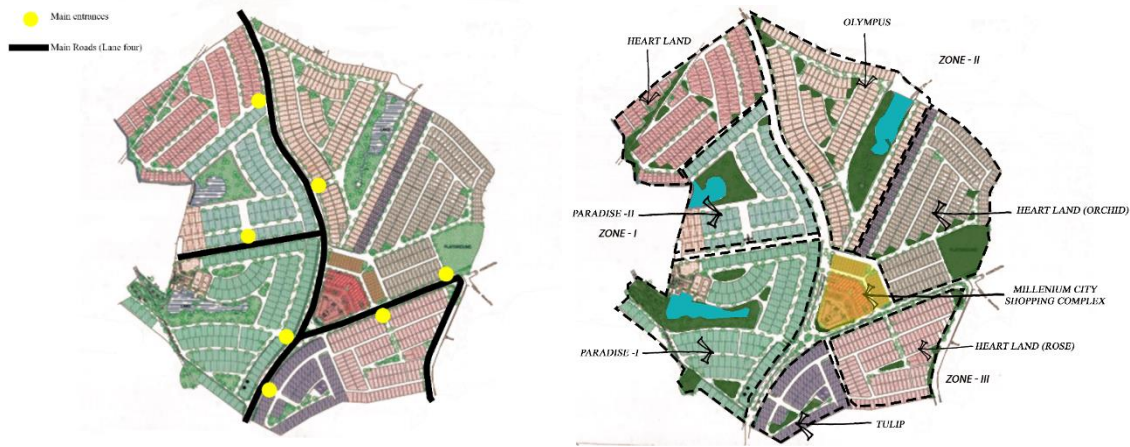 Main entrances
Main Roads (Lane four)
PLAYGROUND
HEART LAND
OLYMPUS
ZONE - II
PARADISE -II
ZONE - I
HEART LAND (ORCHID)
MILLENIUM CITY
SHOPPING COMPLEX
PARADISE -I
HEART LAND (ROSE)
ZONE - III
TULIP